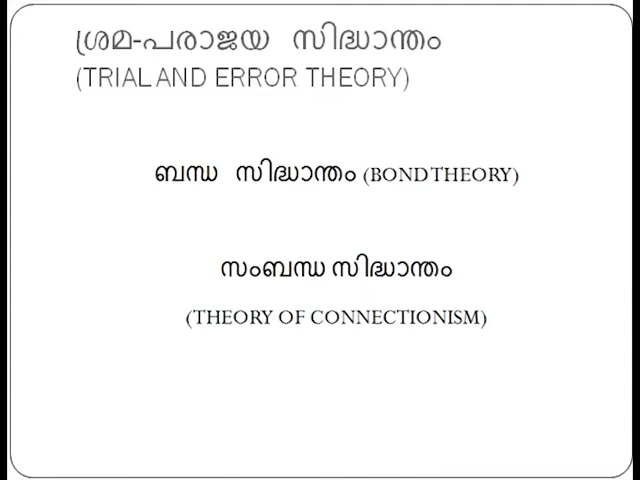 ശ്രമ-പരാജയ സിദ്ധാന്തം
(TRIAL AND ERROR THEORY)
ബന്ധ സിദ്ധാന്തം (BOND THEORY)
സംബന്ധ സിദ്ധാന്തം
(THEORY OF CONNECTIONISM)